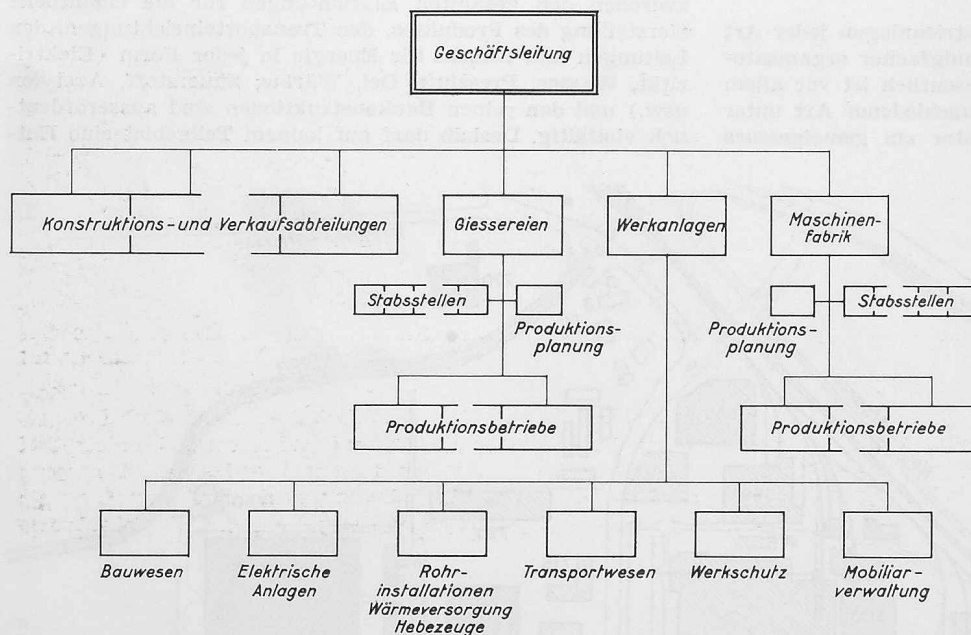 Geschäftsleitung
Konstruktions- und Verkaufsabteilungen
Giessereien
Werkanlagen
Maschinen-
fabrik
Stabsstellen
Produktions-
planung
Produktions-
planung
Stabsstellen
Produktionsbetriebe
Produktionsbetriebe
Bauwesen
Elektrische
Anlagen
Rohr-
installationen
Wärmeversorgung
Hebezeuge
Transportwesen
Werkschutz
Mobiliar-
verwaltung